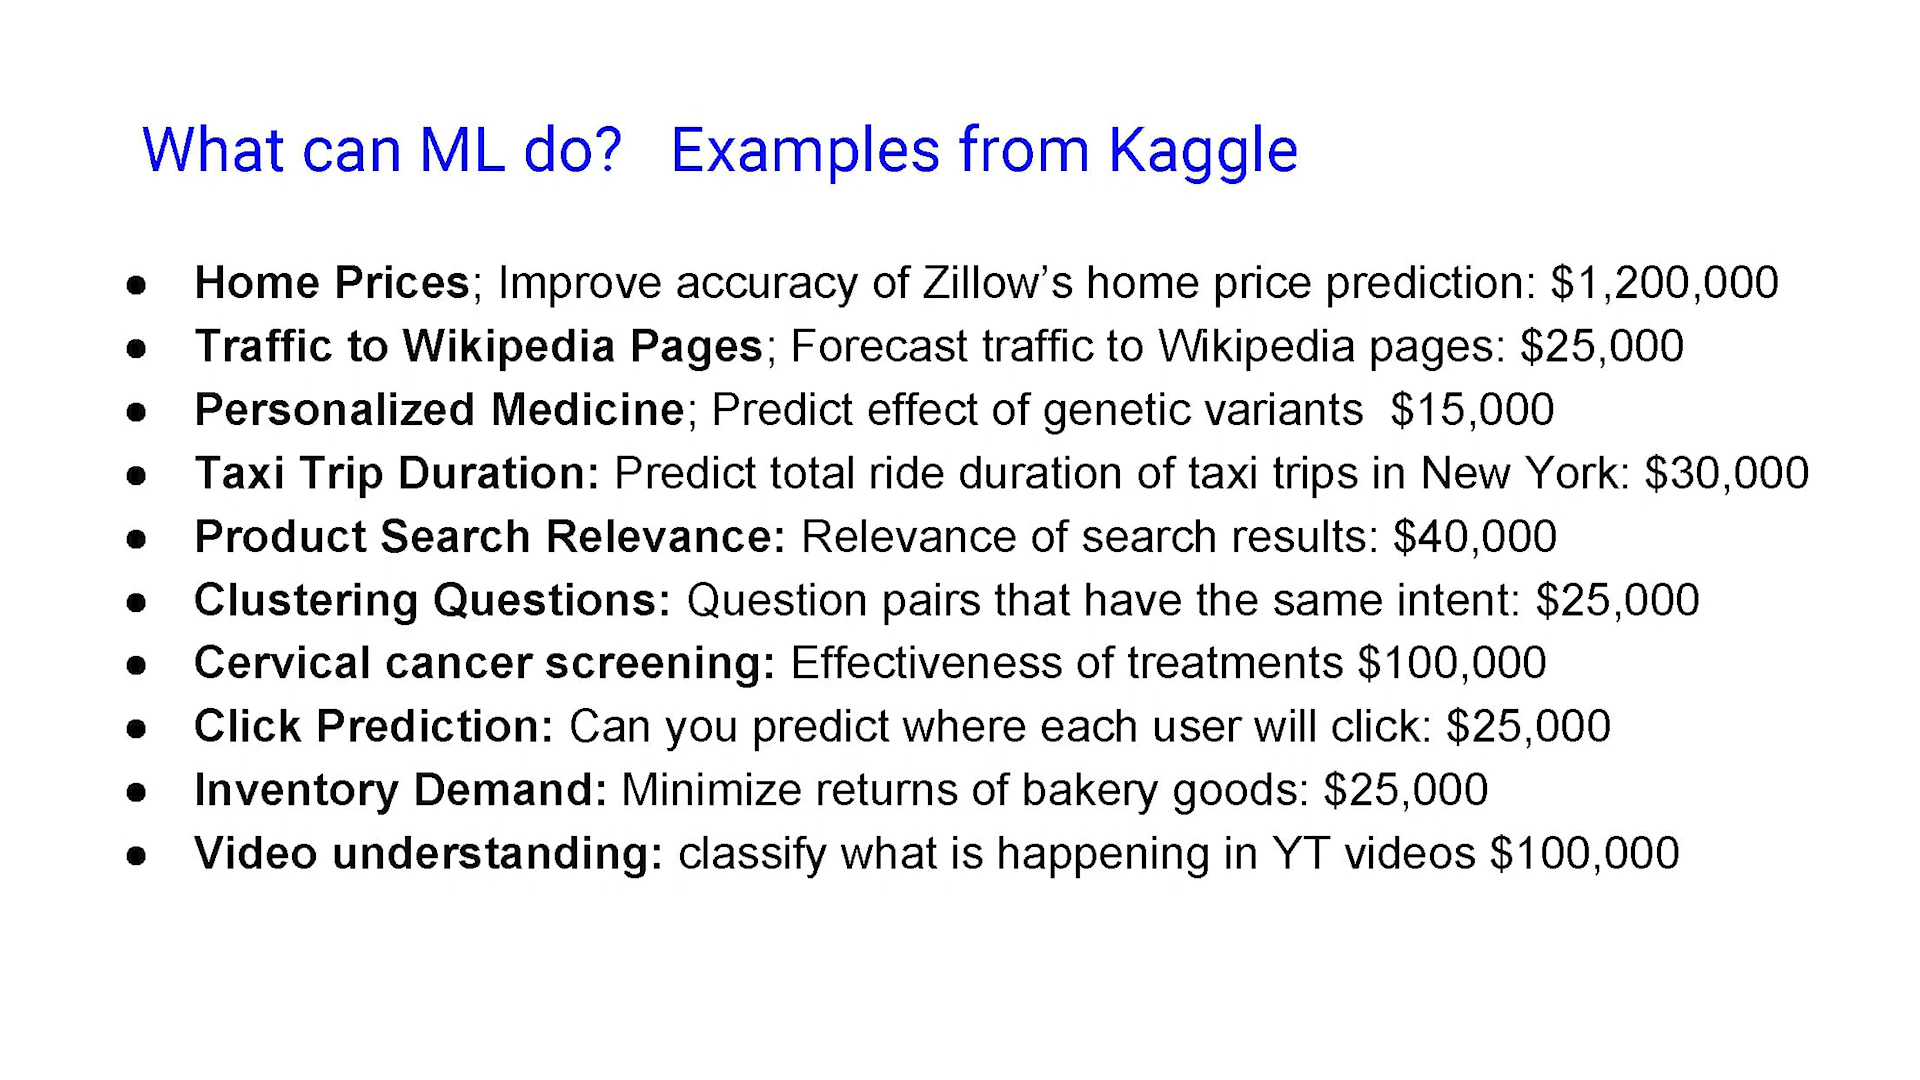 What can ML do? Examples from Kaggle
● Home Prices; Improve accuracy of Zillow’s home price prediction: $1,200,000
● Traffic to Wikipedia Pages; Forecast traffic to Wikipedia pages: $25,000
● Personalized Medicine; Predict effect of genetic variants $15,000
● Taxi Trip Duration: Predict total ride duration of taxi trips in New York: $30,000
● Product Search Relevance: Relevance of search results: $40,000
● Clustering Questions: Question pairs that have the same intent: $25,000
● Cervical cancer screening: Effectiveness of treatments $100,000
● Click Prediction: Can you predict where each user will click: $25,000
● Inventory Demand: Minimize returns of bakery goods: $25,000
● Video understanding: classify what is happening in YT videos $100,000